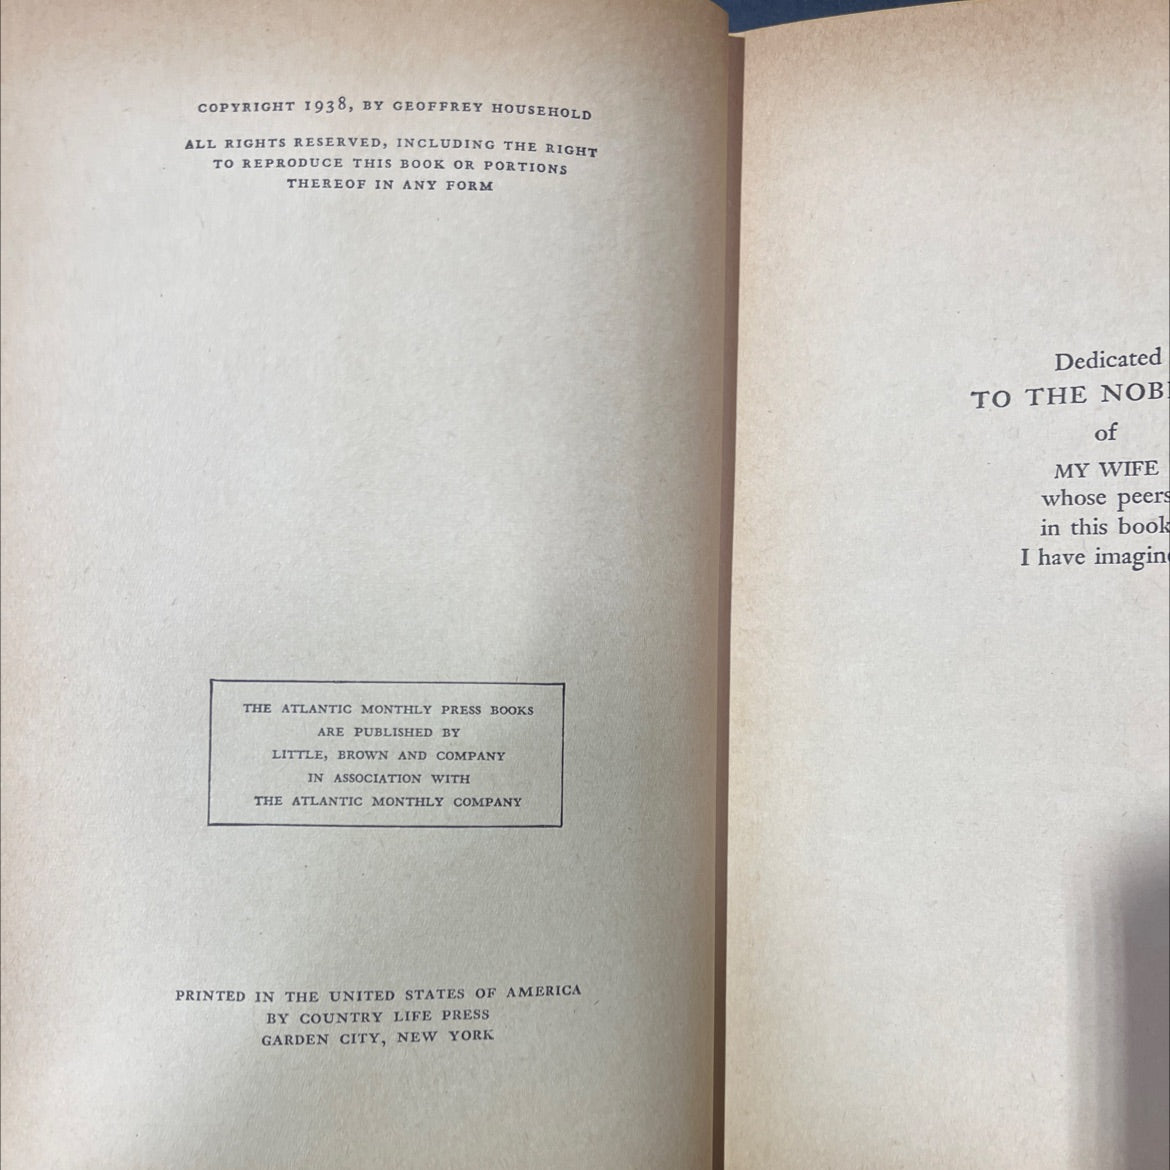 COPYRIGHT 1938, BY GEOFFREY HOUSEHOLD
ALL RIGHTS RESERVED, INCLUDING THE RIGHT
TO REPRODUCE THIS BOOK OR PORTIONS
THEREOF IN ANY FORM
THE ATLANTIC MONTHLY PRESS BOOKS
ARE PUBLISHED BY
LITTLE, BROWN AND COMPANY
IN ASSOCIATION WITH
THE ATLANTIC MONTHLY COMPANY
PRINTED IN THE UNITED STATES OF AMERICA
BY COUNTRY LIFE PRESS
GARDEN CITY, NEW YORK
Dedicated
TO THE
of
MY WIFE
whose peers
in this book
I have